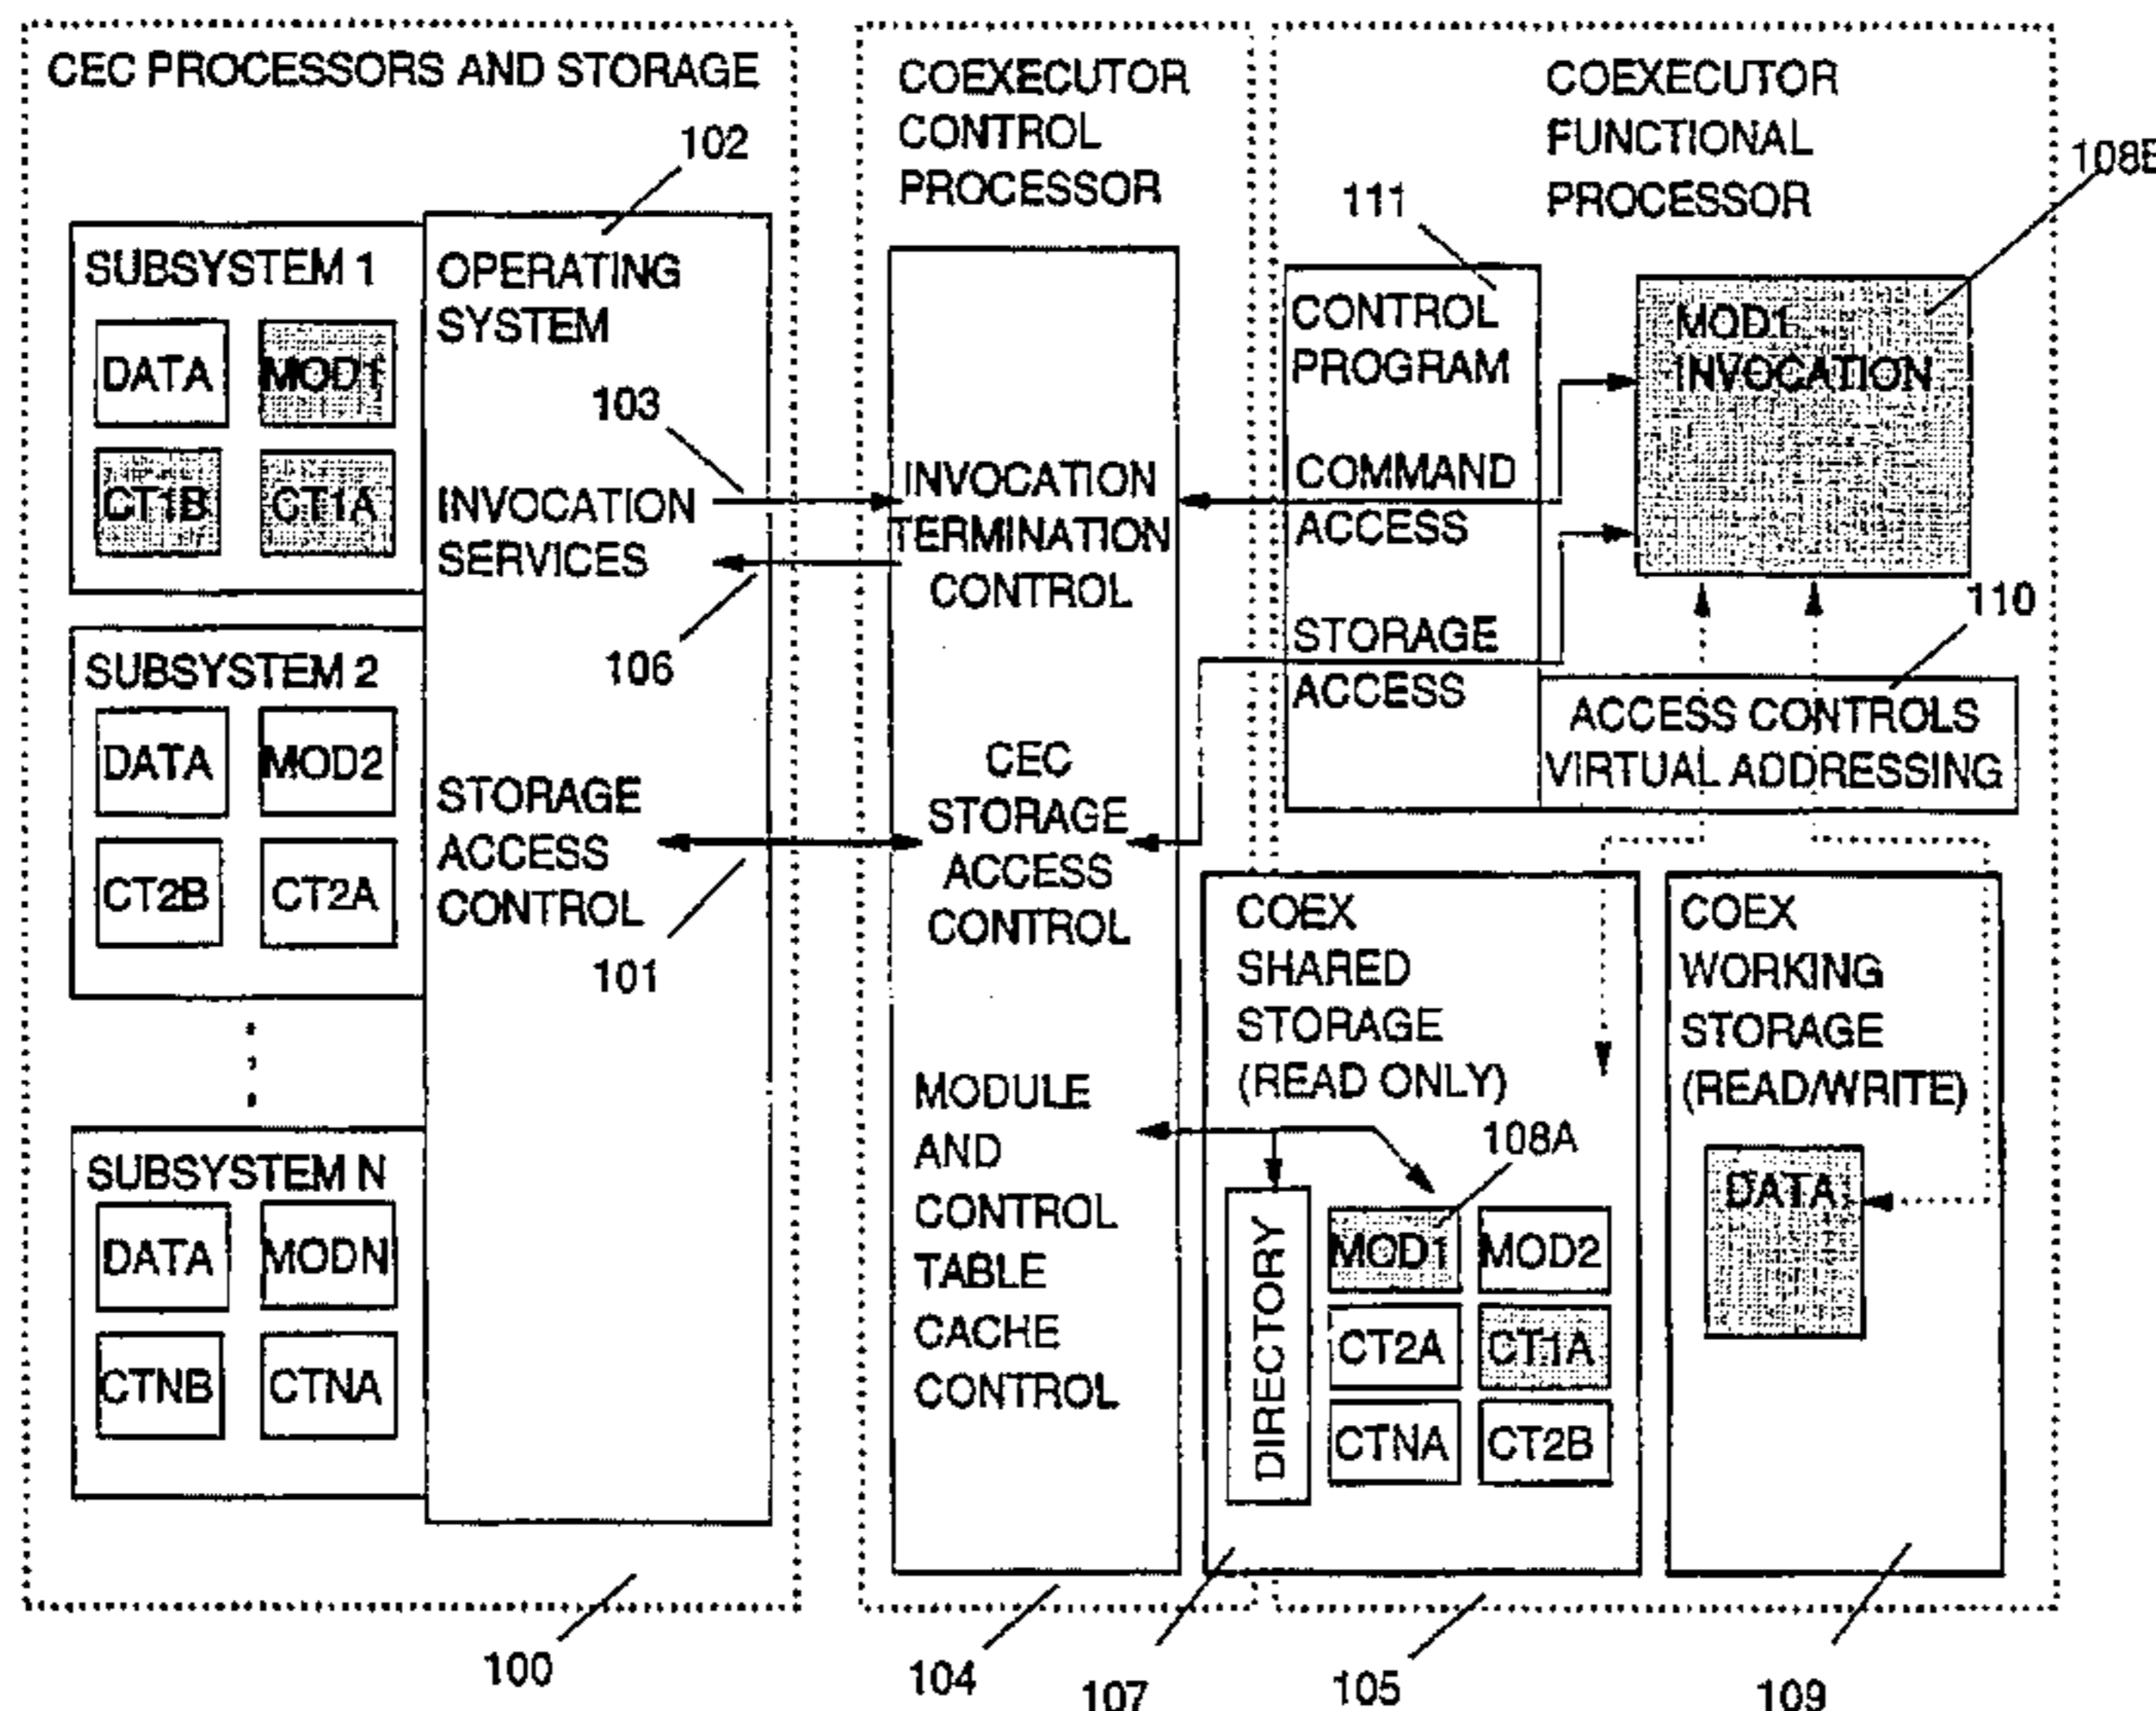 CEC PROCESSORS AND STORAGE
102
SUBSYSTEM 1
DATA
MOD1
CT1B
CT1A
OPERATING
SYSTEM
103
INVOCATION
SERVICES
106
SUBSYSTEM 2
DATA
MOD2
CT2B
CT2A
STORAGE
ACCESS
CONTROL
101
SUBSYSTEM N
DATA
MODN
CTNB
CTNA
100
COEXECUTOR
CONTROL
PROCESSOR
INVOCATION
TERMINATION
CONTROL
CEC
STORAGE
ACCESS
CONTROL
MODULE
AND
CONTROL
TABLE
CACHE
CONTROL
104
COEXECUTOR
FUNCTIONAL
PROCESSOR
108B
111
CONTROL
PROGRAM
COMMAND
ACCESS
STORAGE
ACCESS
MOD1
INVOCATION
110
ACCESS CONTROLS
VIRTUAL ADDRESSING
COEX
SHARED
STORAGE
(READ ONLY)
108A
DIRECTORY
MOD1
MOD2
CT2A
CT1A
CTNA
CT2B
107
105
COEX
WORKING
STORAGE
(READ/WRITE)
DATA
109